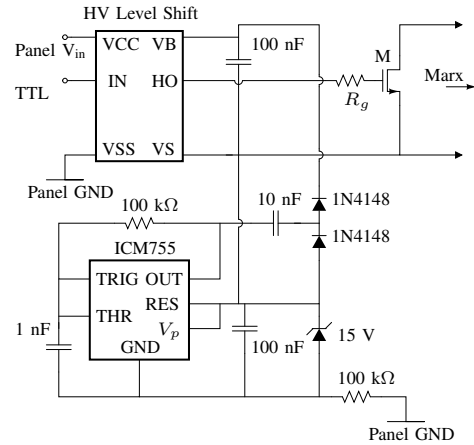 HV Level Shift
Panel Vin
VCC VB
100 nF
M
Marx
TTL
IN
HO
Rg
VSS
VS
Panel GND
100 kΩ
10 nF
1N4148
ICM755
1N4148
TRIG OUT
RES
THR
Vp
1 nF
15 V
GND
100 nF
100 kΩ
Panel GND